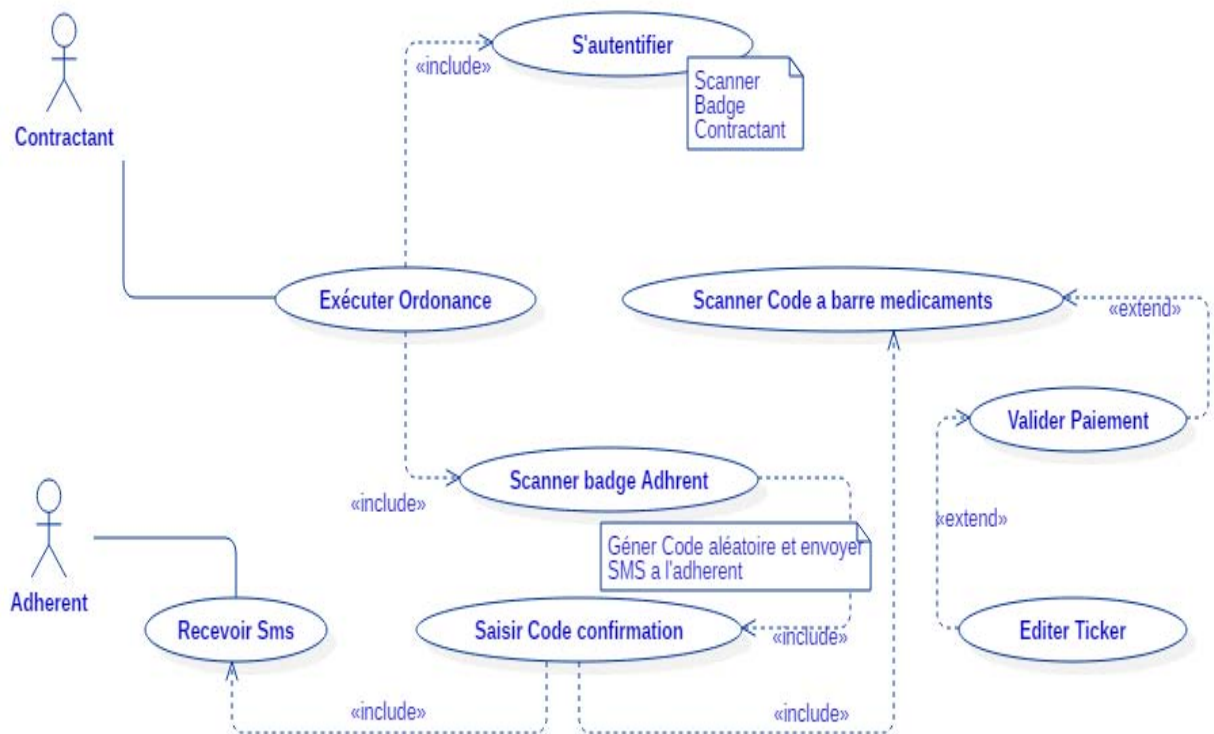 S'autentifier
«include»
Scanner
Badge
Contractant
Contractant
Exécuter Ordonance
Scanner Code a barre medicaments
«extend»
Valider Paiement
Scanner badge Adhrent
«include»
«extend»
Géner Code aléatoire et envoyer
SMS a l'adherent
Adherent
Recevoir Sms
Saisir Code confirmation
«include»
Editer Ticker
«include»
«include»